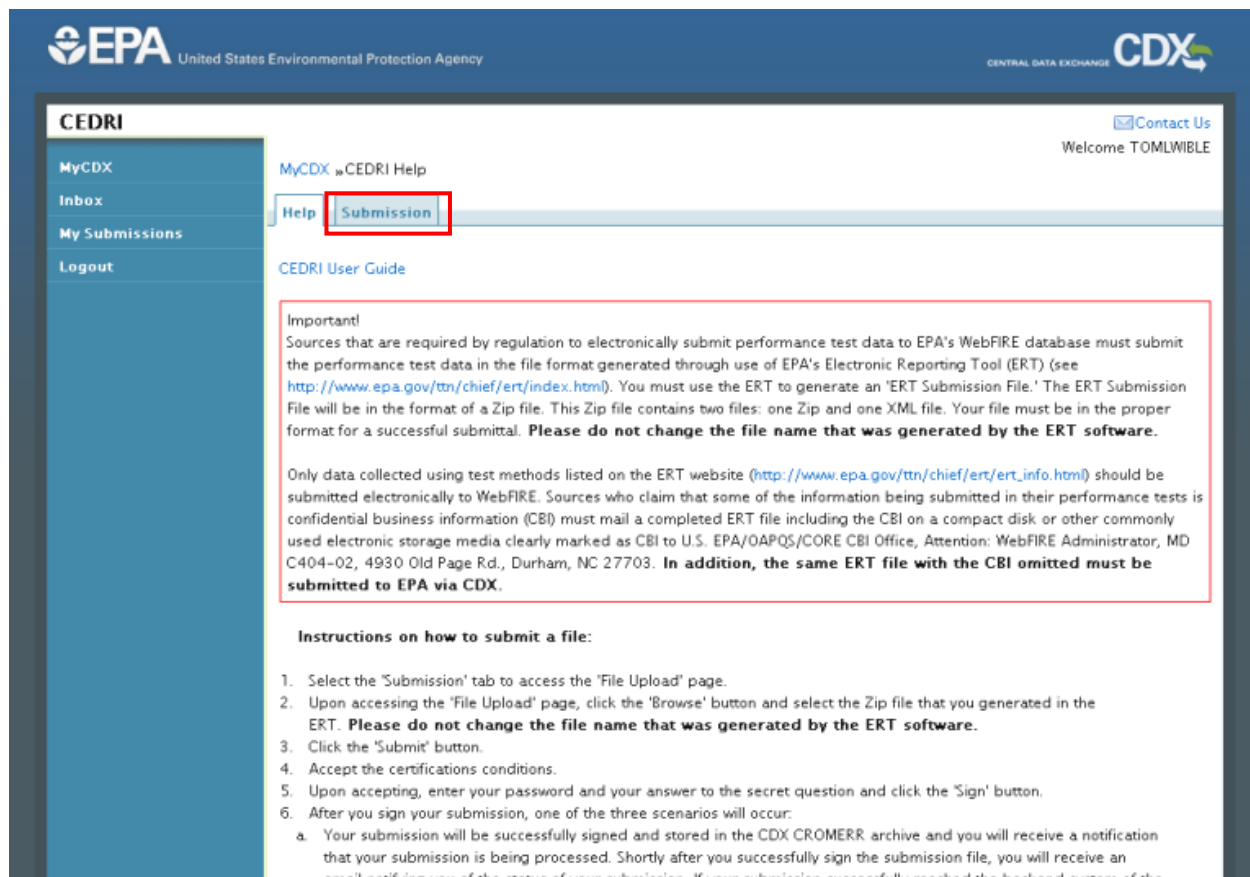 EPA United States Environmental Protection Agency
CENTRAL DATA EXCHANGE CDX
CEDRI
Contact Us
Welcome TOMLWIBLE
MyCDX
Inbox
My Submissions
Logout
MyCDX »CEDRI Help
Help Submission
CEDRI User Guide
Important!
Sources that are required by regulation to electronically submit performance test data to EPA's WebFIRE database must submit
the performance test data in the file format generated through use of EPA's Electronic Reporting Tool (ERT) (see
http://www.epa.gov/ttn/chief/ert/index.html). You must use the ERT to generate an 'ERT Submission File.' The ERT Submission
File will be in the format of a Zip file. This Zip file contains two files: one Zip and one XML file. Your file must be in the proper
format for a successful submittal. Please do not change the file name that was generated by the ERT software.
Only data collected using test methods listed on the ERT website (http://www.epa.gov/ttn/chief/ert/ert_info.html) should be
submitted electronically to WebFIRE. Sources who claim that some of the information being submitted in their performance tests is
confidential business information (CBI) must mail a completed ERT file including the CBI on a compact disk or other commonly
used electronic storage media clearly marked as CBI to U.S. EPA/OAPQS/CORE CBI Office, Attention: WebFIRE Administrator, MD
C404-02, 4930 Old Page Rd., Durham, NC 27703. In addition, the same ERT file with the CBI omitted must be
submitted to EPA via CDX.
Instructions on how to submit a file:
1. Select the 'Submission' tab to access the 'File Upload' page.
2. Upon accessing the 'File Upload' page, click the 'Browse' button and select the Zip file that you generated in the
ERT. Please do not change the file name that was generated by the ERT software.
3. Click the 'Submit' button.
4. Accept the certifications conditions.
5. Upon accepting, enter your password and your answer to the secret question and click the 'Sign' button.
6. After you sign your submission, one of the three scenarios will occur:
a. Your submission will be successfully signed and stored in the CDX CROMERR archive and you will receive a notification
that your submission is being processed. Shortly after you successfully sign the submission file, you will receive an
email notifying you of the status of your submission. If your submission successfully reached the backend system of the